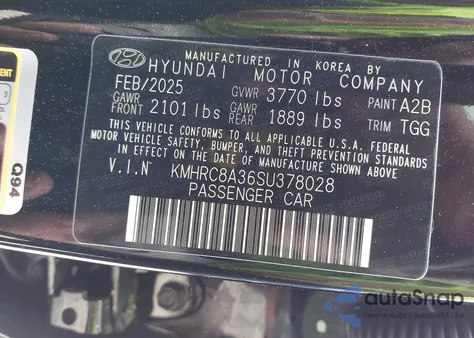 MANUFACTURED IN KOREA BY
HYUNDAI MOTOR COMPANY
FEB/2025 GVWR 3770 lbs PAINT A2B
GAWR FRONT 2101 lbs GAWR REAR 1889 lbs TRIM TGG
THIS VEHICLE CONFORMS TO ALL APPLICABLE U.S.A. FEDERAL
MOTOR VEHICLE SAFETY, BUMPER, AND THEFT PREVENTION STANDARDS
IN EFFECT ON THE DATE OF MANUFACTURE SHOWN ABOVE.
V.I.N KMHRC8A36SU378028
PASSENGER CAR
Q94
3
autoSnap